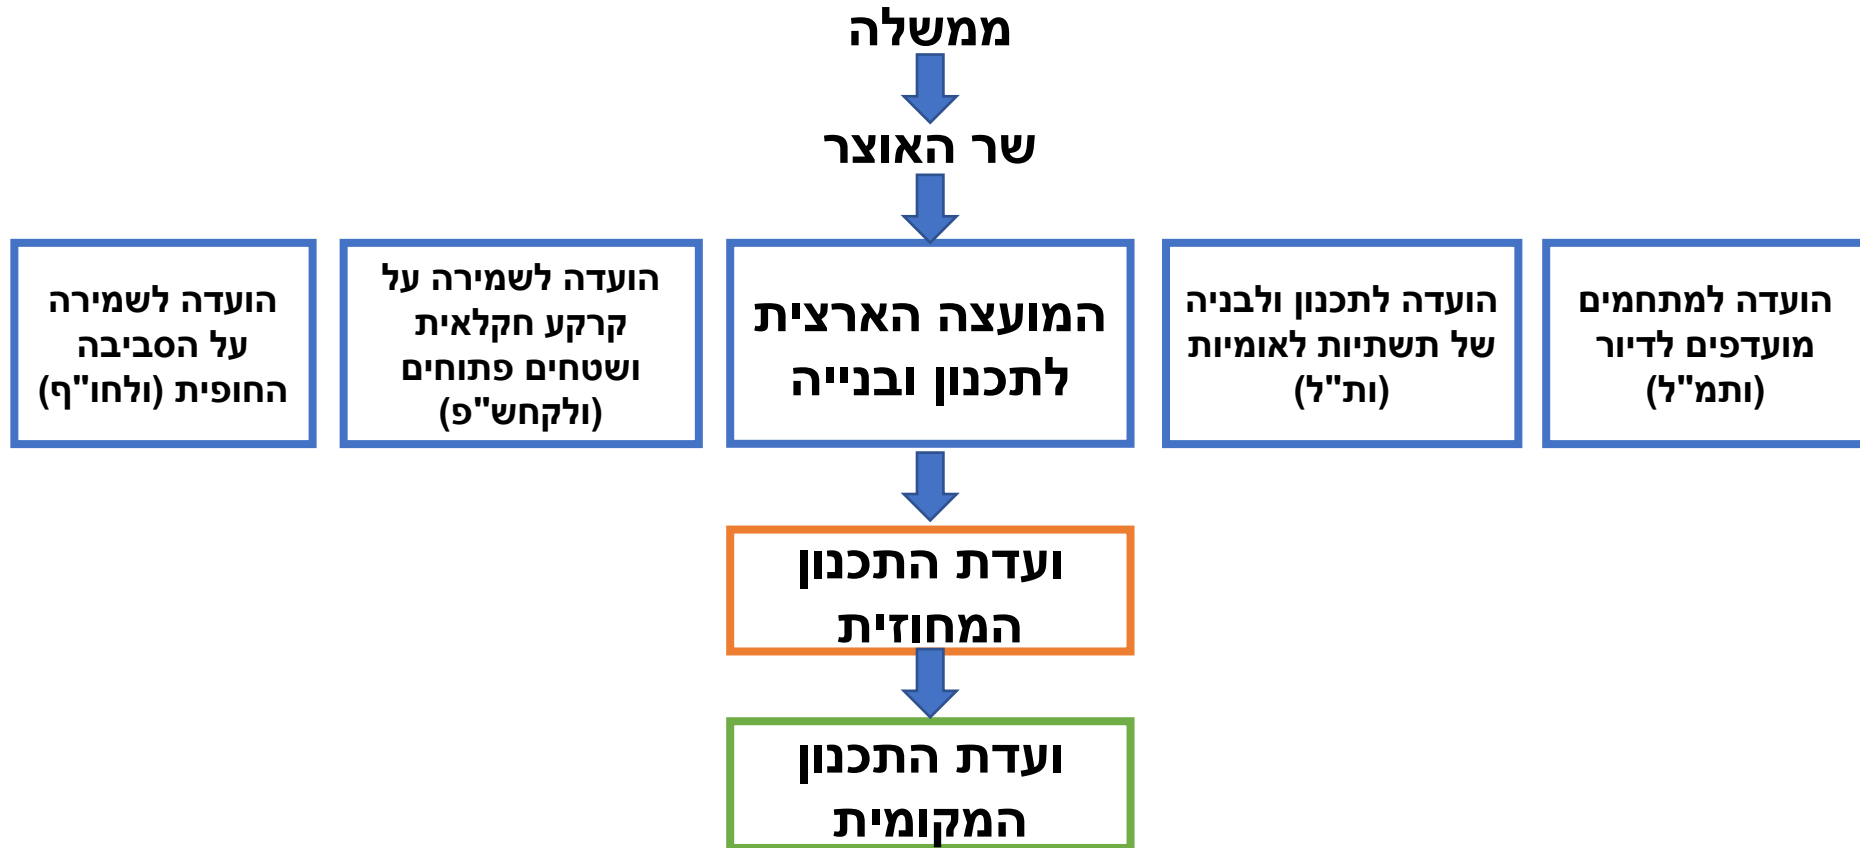 ממשלה
שר האוצר
הועדה למתחמים
מועדפים לדיור
(ותמ"ל)
הועדה לתכנון ולבניה
של תשתיות לאומיות
(ות"ל)
המועצה הארצית
לתכנון ובנייה
הועדה לשמירה על
קרקע חקלאית
ושטחים פתוחים
(ולקחש"פ)
הועדה לשמירה
על הסביבה
החופית (ולחו"ף)
ועדת התכנון
המחוזית
ועדת התכנון
המקומית